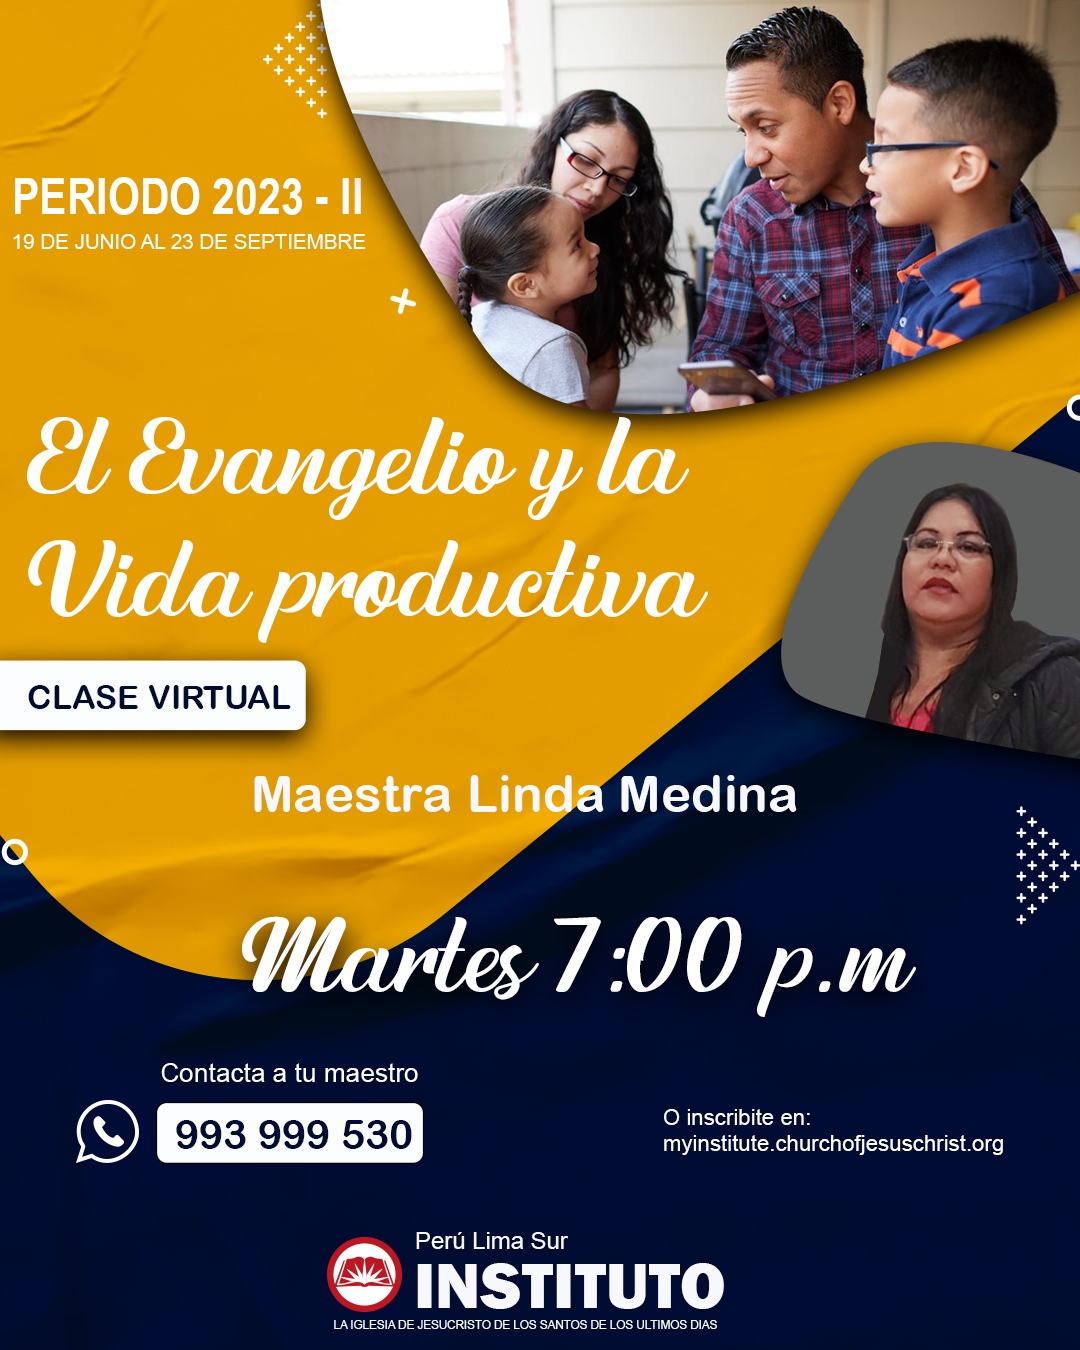 PERIODO 2023 - II
19 DE JUNIO AL 23 DE SEPTIEMBRE
El Evangelio y la
Vida productiva
CLASE VIRTUAL
Maestra Linda Medina
Martes 7:00 p.m
Contacta a tu maestro
993 999 530
O inscribite en:
myinstitute.churchofjesuschrist.org
Perú Lima Sur
INSTITUTO
LA IGLESIA DE JESUCRISTO DE LOS SANTOS DE LOS ULTIMOS DIAS